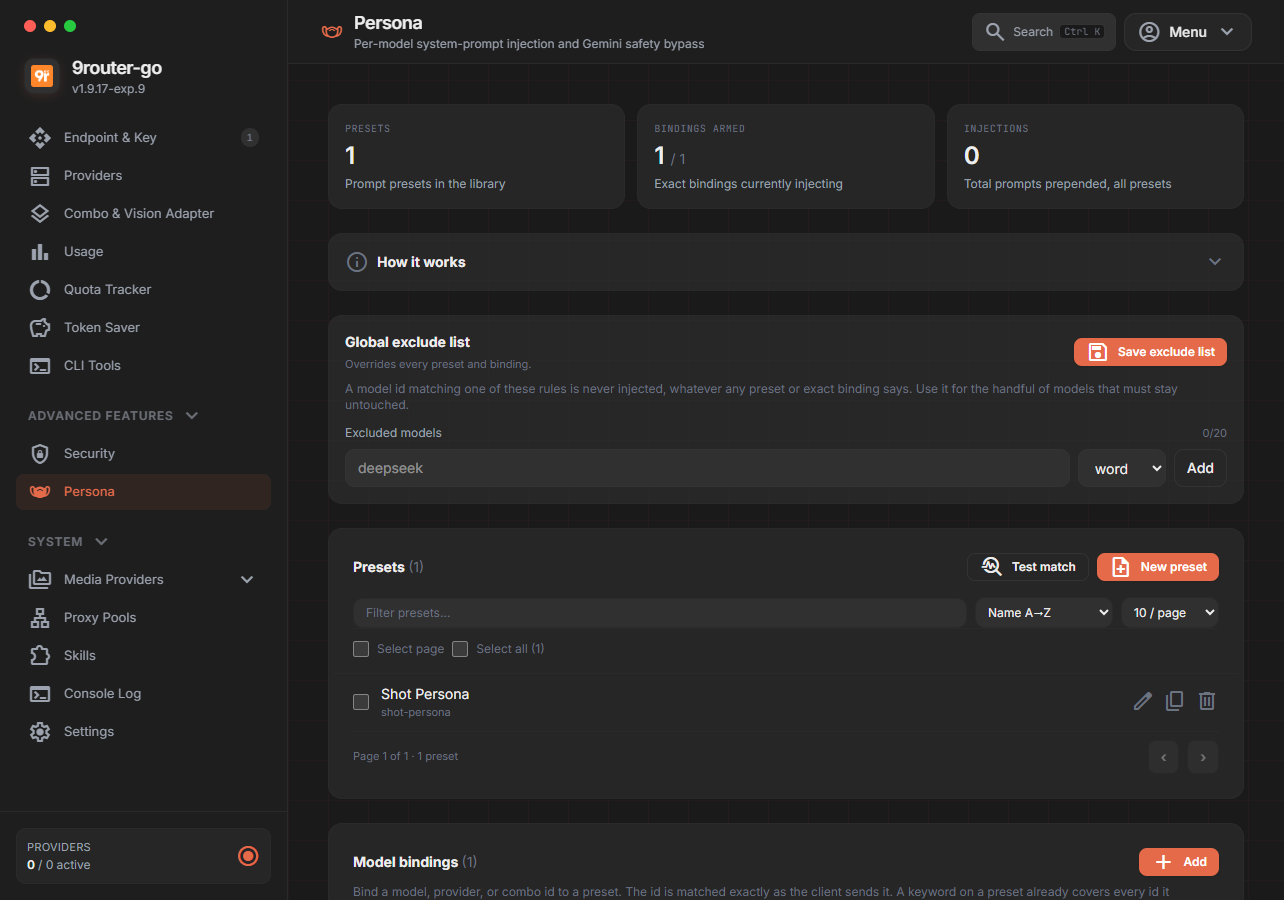 9r
9router-go
v1.9.17-exp.9
Endpoint & Key
1
Providers
Combo & Vision Adapter
Usage
Quota Tracker
Token Saver
CLI Tools
ADVANCED FEATURES
Security
Persona
SYSTEM
Media Providers
Proxy Pools
Skills
Console Log
Settings
PROVIDERS
0 / 0 active
Persona
Per-model system-prompt injection and Gemini safety bypass
Search Ctrl K
Menu
PRESETS
1
Prompt presets in the library
BINDINGS ARMED
1 / 1
Exact bindings currently injecting
INJECTIONS
0
Total prompts prepended, all presets
How it works
Global exclude list
Overrides every preset and binding.
Save exclude list
A model id matching one of these rules is never injected, whatever any preset or exact binding says. Use it for the handful of models that must stay
untouched.
Excluded models
0/20
deepseek
word
Add
Presets (1)
Test match
New preset
Filter presets...
Name A→Z
10 / page
Select page
Select all (1)
Shot Persona
shot-persona
Page 1 of 1 · 1 preset
‹
›
Model bindings (1)
Add
Bind a model, provider, or combo id to a preset. The id is matched exactly as the client sends it. A keyword on a preset already covers every id it